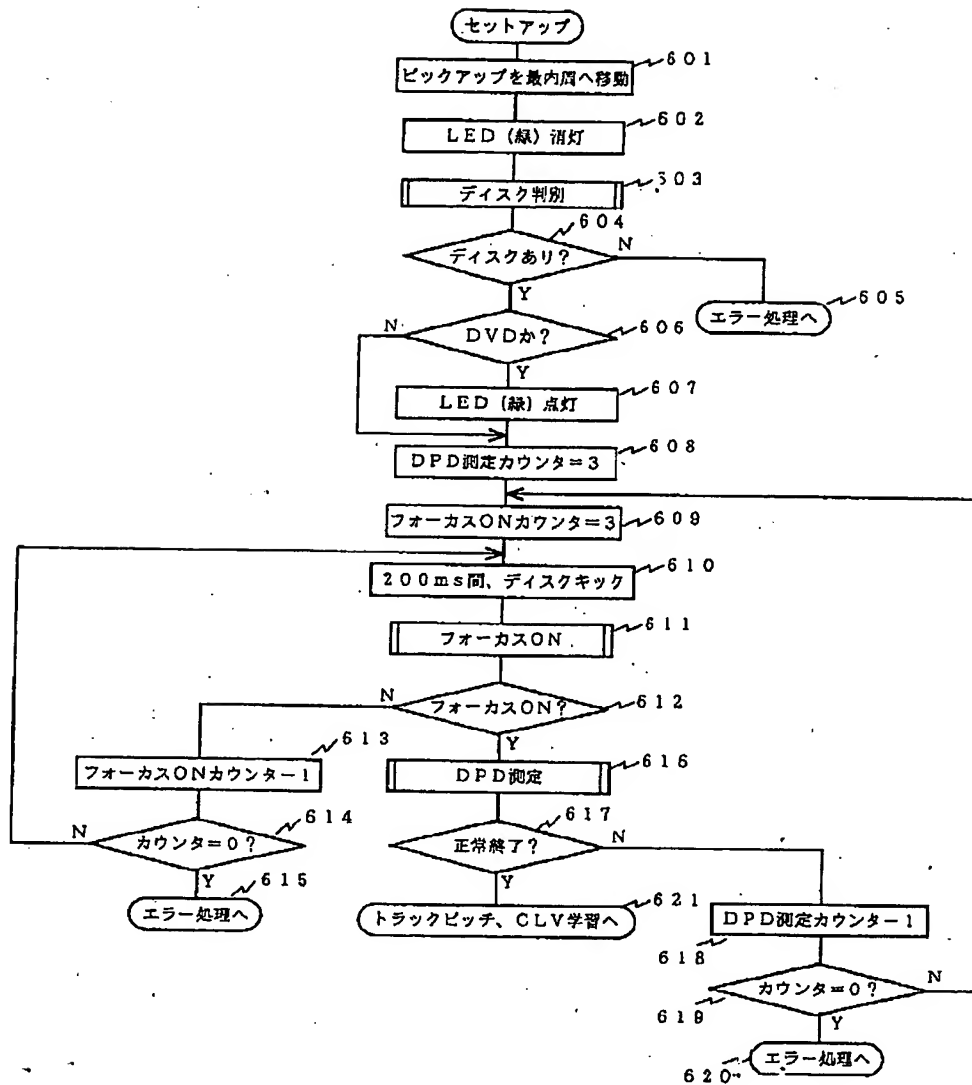 セットアップ
ピックアップを最内周へ移動
601
LED(緑)消灯
602
ディスク判別
603
604
ディスクあり?
N
Y
エラー処理へ
605
N
DVDか?
606
Y
607
LED(緑)点灯
608
DPD測定カウンタ=3
フォーカスONカウンタ=3
609
200ms間、ディスクキック
610
フォーカスON
611
N
フォーカスON?
612
Y
613
フォーカスONカウンター1
DPD測定
616
617
N
カウンタ=0?
614
正常終了?
N
Y
615
Y
エラー処理へ
トラックピッチ、CLV学習へ
621
DPD測定カウンター1
618
カウンタ=0?
N
619
Y
エラー処理へ
620